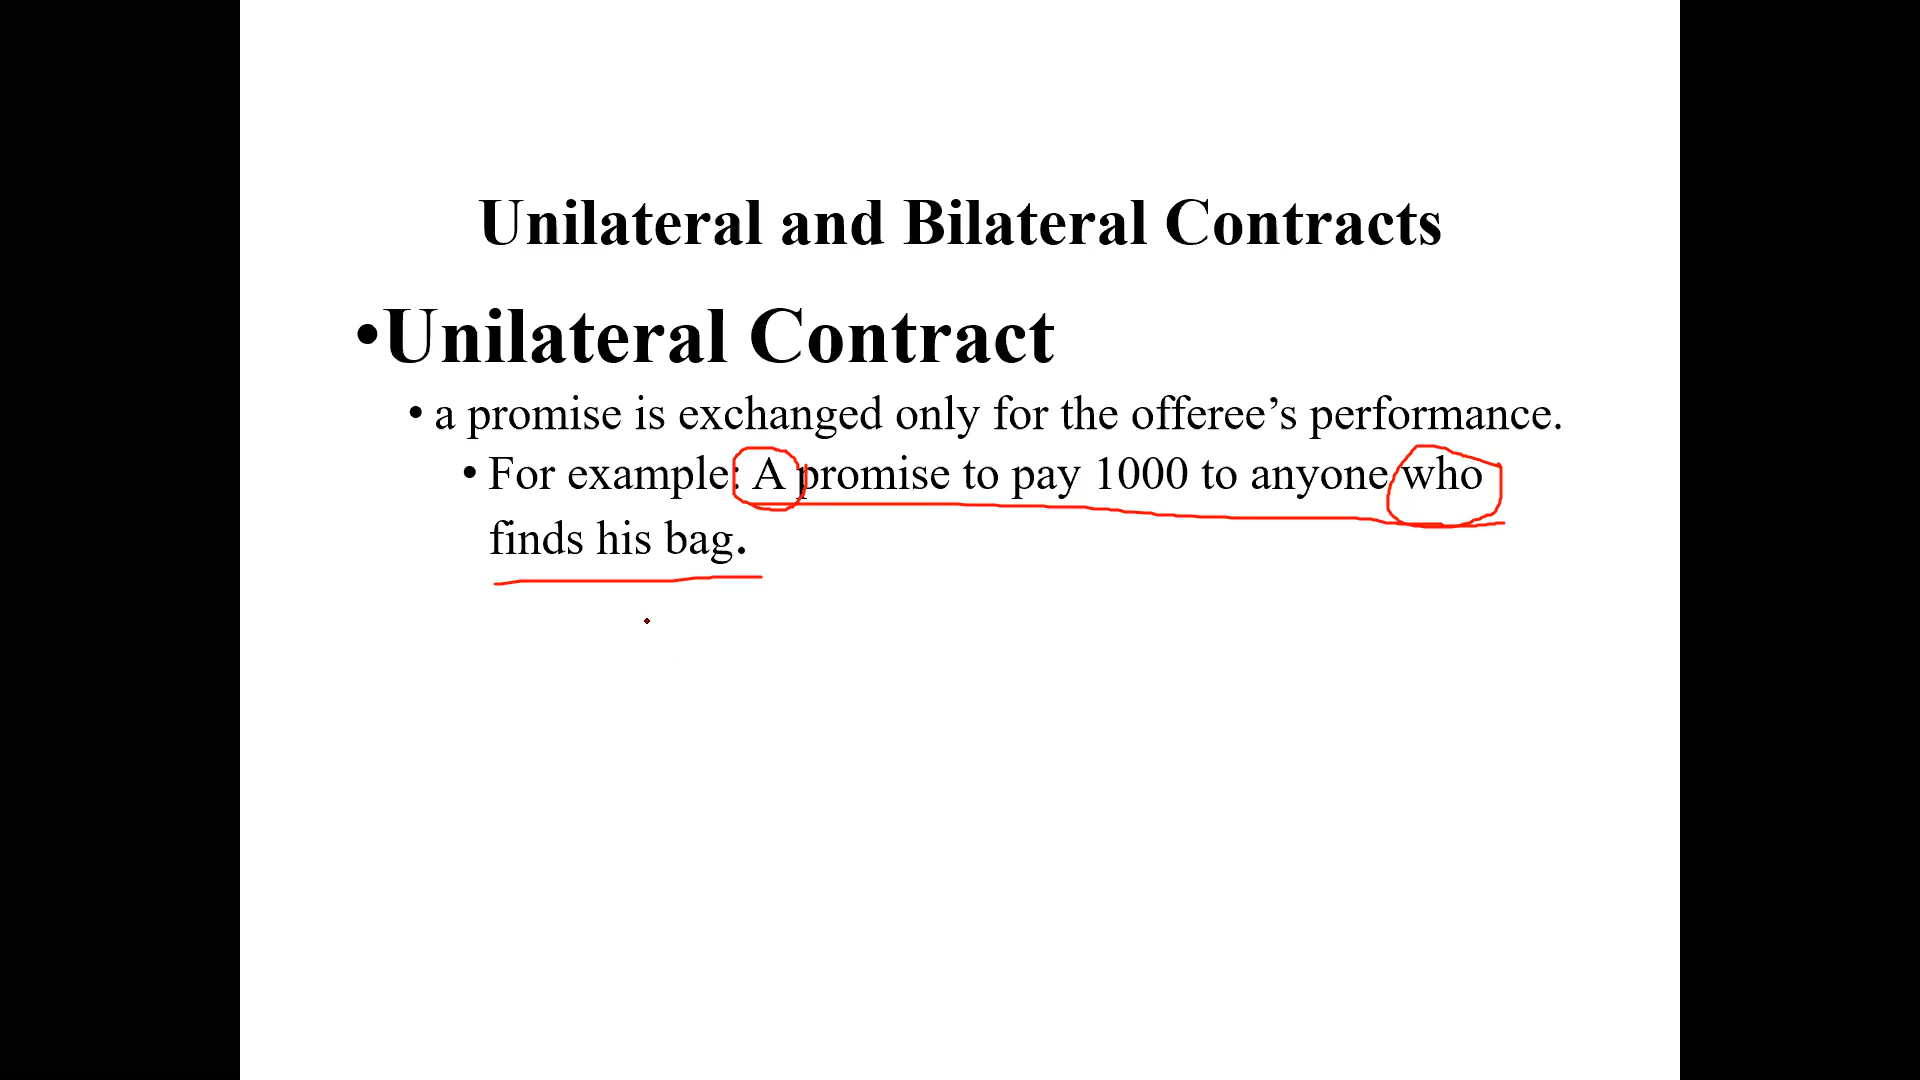 Unilateral and Bilateral Contracts
•Unilateral Contract
• a promise is exchanged only for the offeree’s performance.
• For example: A promise to pay 1000 to anyone who
finds his bag.